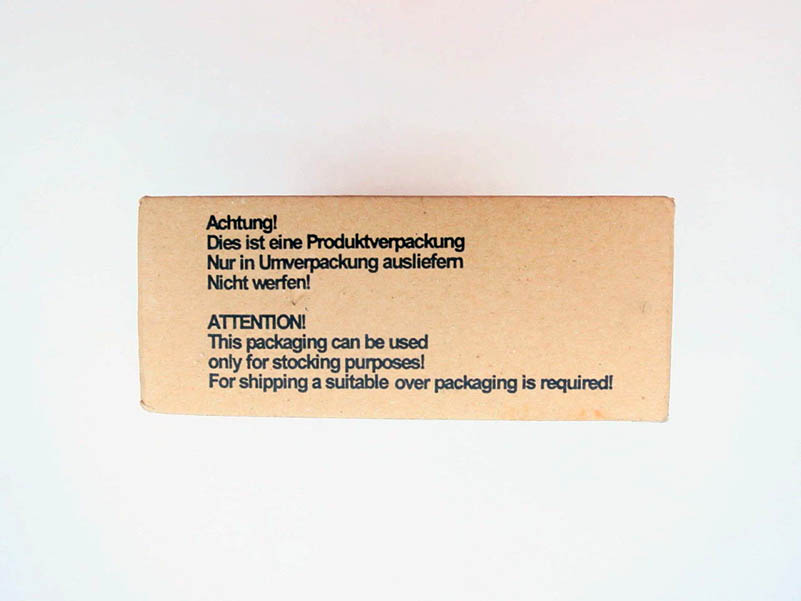 Achtung!
Dies ist eine Produktverpackung
Nur in Umverpackung ausliefern
Nicht werfen!
ATTENTION!
This packaging can be used
only for stocking purposes!
For shipping a suitable over packaging is required!